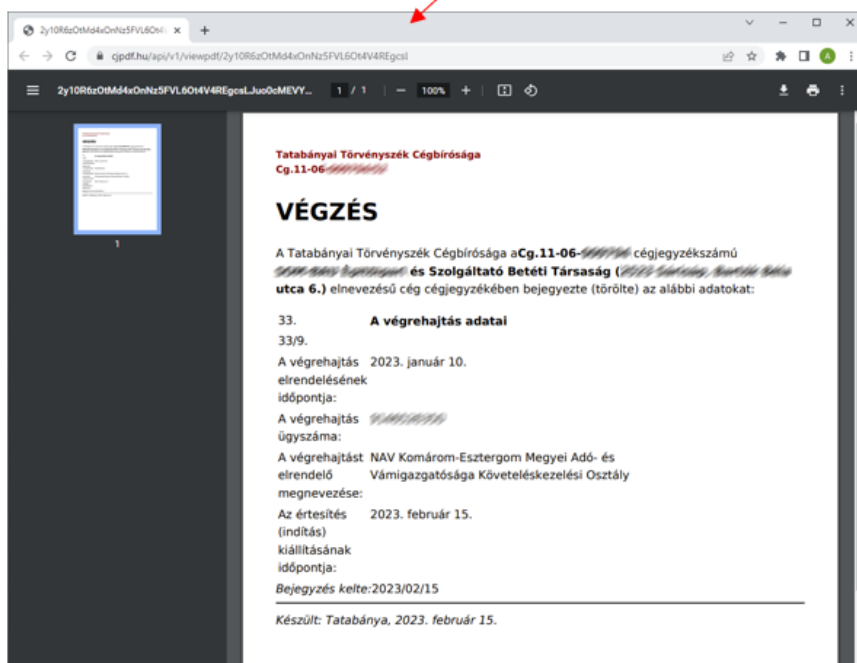 2y10R6zOtMd4xOnNz5FVL6Ot4
cjpdf.hu/api/v1/viewpdf/2y10R6zOtMd4xOnNz5FVL6Ot4V4REgcsl
A
2y10R6zOtMd4xOnNz5FVL6Ot4V4REgcsLJuo0cMEVY...
1 / 1
100%
1
Tatabányai Törvényszék Cégbírósága
Cg.11-06-
VÉGZÉS
A Tatabányai Törvényszék Cégbírósága aCg.11-06- cégjegyzékszámú
és Szolgáltató Betéti Társaság (
utca 6.) elnevezésű cég cégjegyzékében bejegyezte (törölte) az alábbi adatokat:
33. A végrehajtás adatai
33/9.
A végrehajtás 2023. január 10.
elrendelésének
időpontja:
A végrehajtás
ügyszáma:
A végrehajtást NAV Komárom-Esztergom Megyei Adó- és
elrendelő Vámigazgatósága Követeléskezelési Osztály
megnevezése:
Az értesítés 2023. február 15.
(indítás)
kiállításának
időpontja:
Bejegyzés kelte:2023/02/15
Készült: Tatabánya, 2023. február 15.